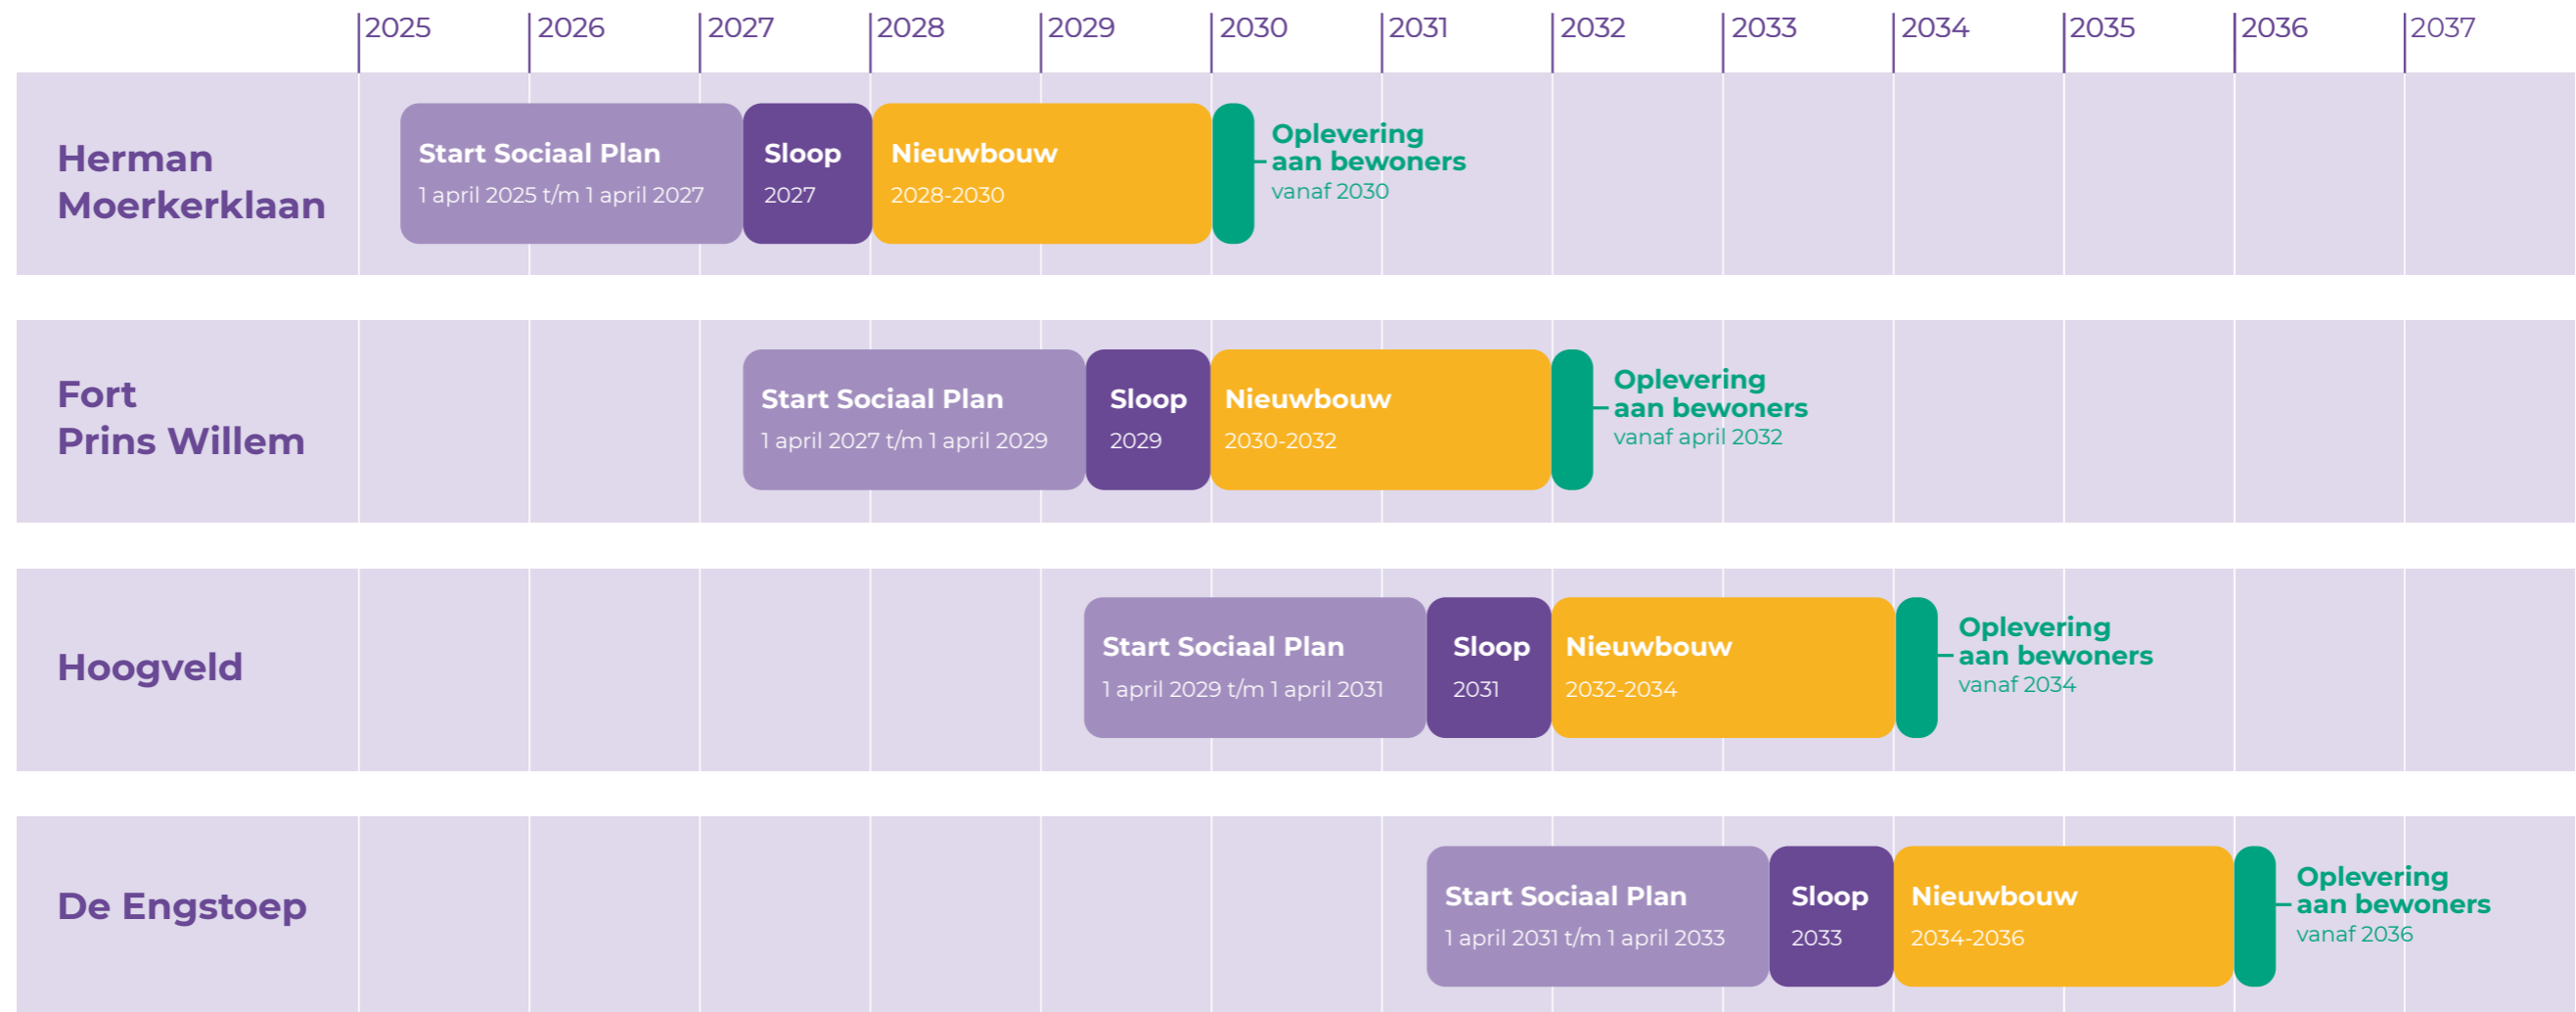 2025 2026 2027 2028 2029 2030 2031 2032 2033 2034 2035 2036 2037
Herman
Moerkerklaan
Start Sociaal Plan
1 april 2025 t/m 1 april 2027
Sloop
2027
Nieuwbouw
2028-2030
Oplevering
aan bewoners
vanaf 2030
Fort
Prins Willem
Start Sociaal Plan
1 april 2027 t/m 1 april 2029
Sloop
2029
Nieuwbouw
2030-2032
Oplevering
aan bewoners
vanaf april 2032
Hoogveld
Start Sociaal Plan
1 april 2029 t/m 1 april 2031
Sloop
2031
Nieuwbouw
2032-2034
Oplevering
aan bewoners
vanaf 2034
De Engstoep
Start Sociaal Plan
1 april 2031 t/m 1 april 2033
Sloop
2033
Nieuwbouw
2034-2036
Oplevering
aan bewoners
vanaf 2036